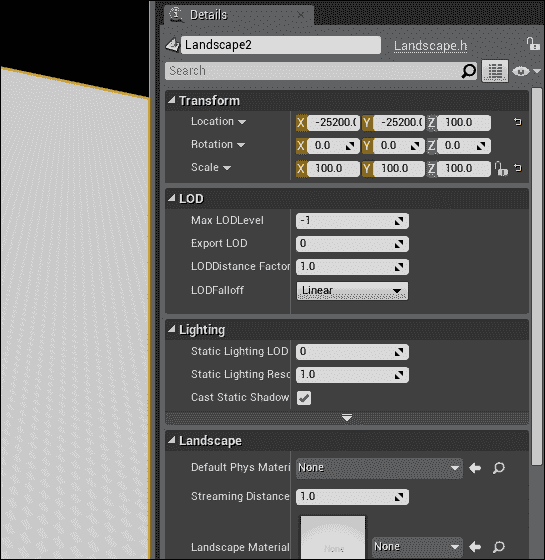 Details
Landscape2 Landscape.h
Search
Transform
Location X -25200.( Y -25200.( Z 100.0
Rotation X 0.0 Y 0.0 Z 0.0
Scale X 100.0 Y 100.0 Z 100.0
LOD
Max LODLevel -1
Export LOD 0
LODDistance Factor 1.0
LODFalloff Linear
Lighting
Static Lighting LOD 0
Static Lighting Resc 1.0
Cast Static Shadow
Landscape
Default Phys Materi None
Streaming Distance 1.0
None
Landscape Material None